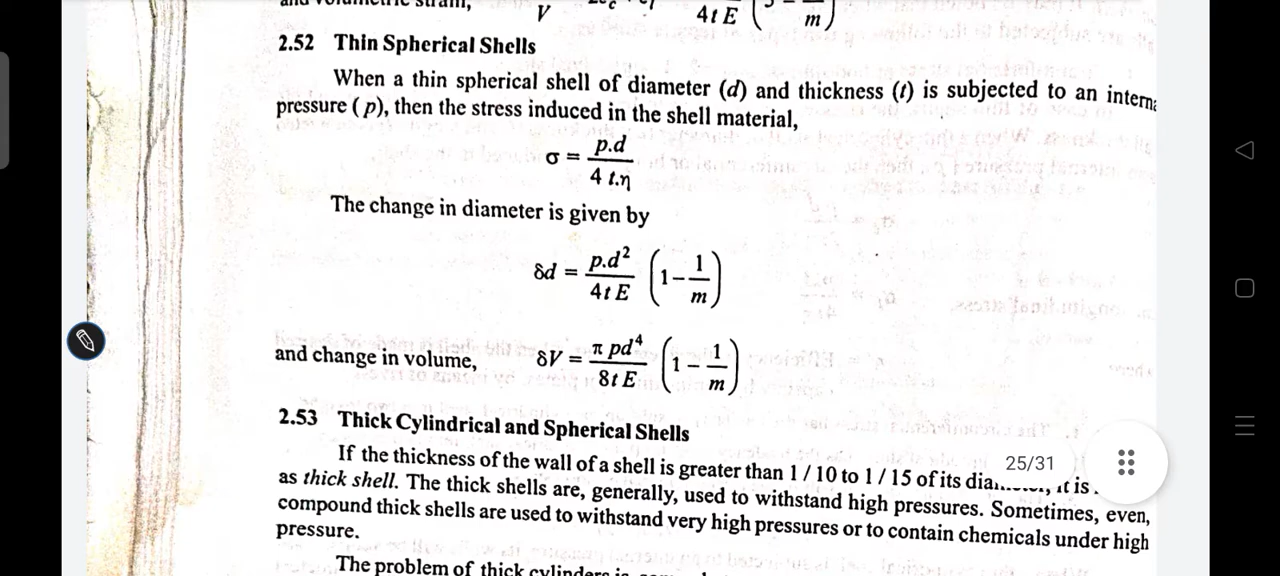 V
4t E
m
2.52 Thin Spherical Shells
When a thin spherical shell of diameter (d) and thickness (t) is subjected to an
pressure ( p), then the stress induced in the shell material,
σ = p.d / 4 t.η
The change in diameter is given by
δd = p.d² / 4t E (1 – 1/m)
and change in volume, δV = π pd⁴ / 8t E (1 – 1/m)
2.53 Thick Cylindrical and Spherical Shells
If the thickness of the wall of a shell is greater than 1 / 10 to 1 / 15 of its it is
25/31
as thick shell. The thick shells are, generally, used to withstand high pressures. Sometimes, even,
compound thick shells are used to withstand very high pressures or to contain chemicals under high
pressure.
The problem of thick